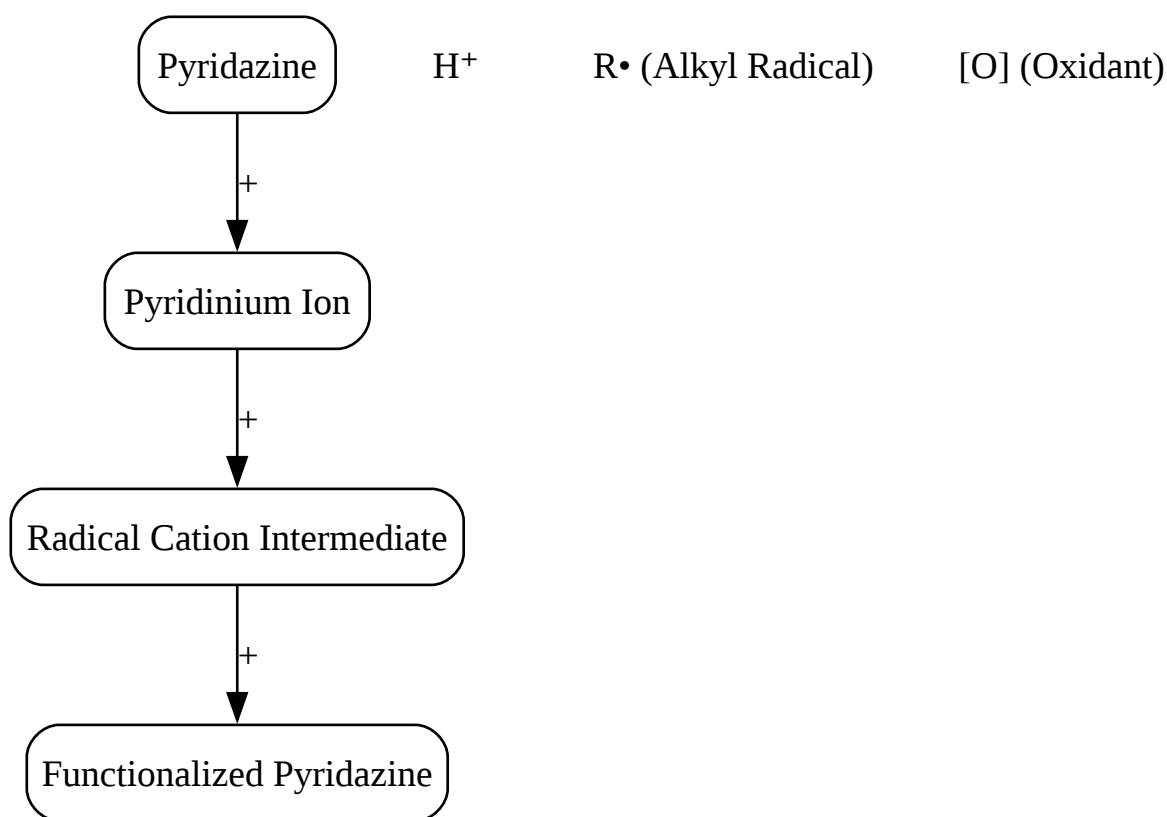 Pyridazine
H⁺
R• (Alkyl Radical)
[O] (Oxidant)
+
Pyridinium Ion
+
Radical Cation Intermediate
+
Functionalized Pyridazine